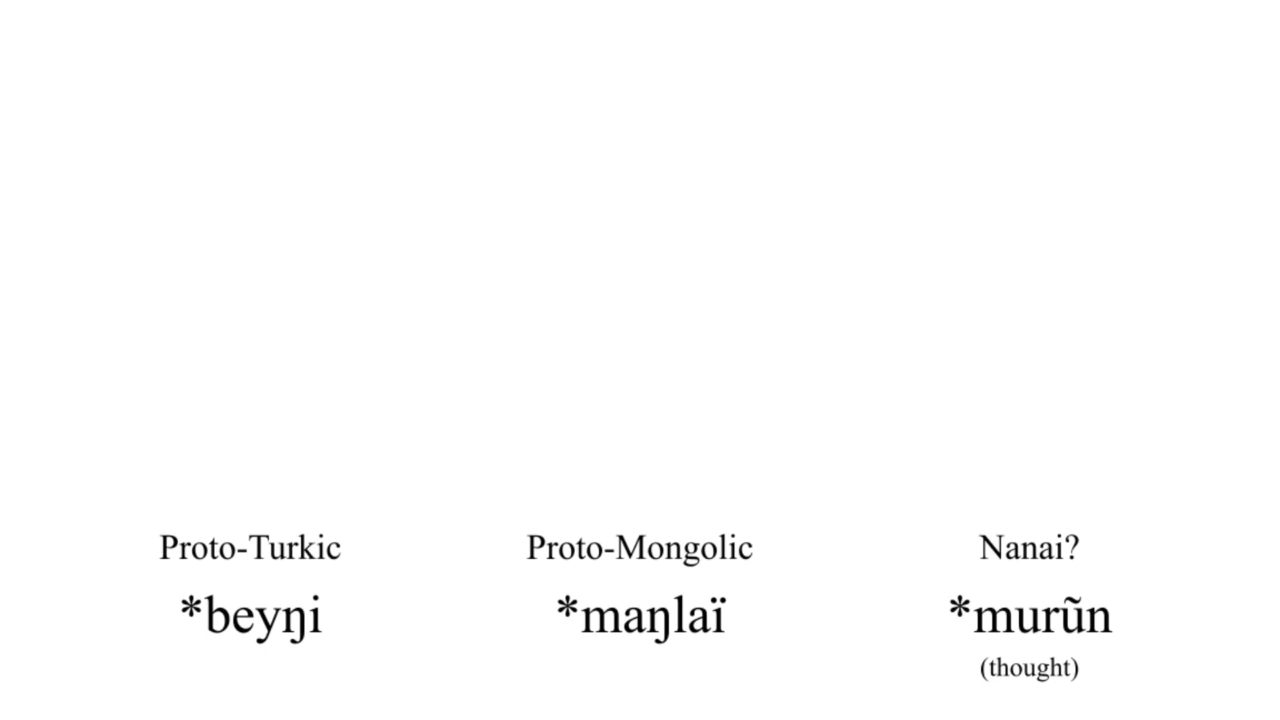 Proto-Turkic
*beyŋi
Proto-Mongolic
*maŋlaï
Nanai?
*murũn
(thought)